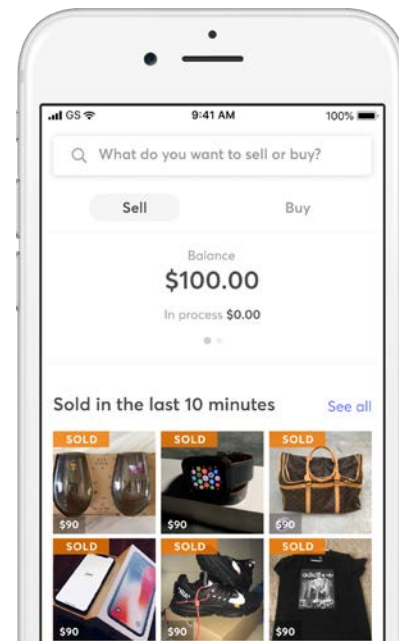 GS 9:41 AM 100%
What do you want to sell or buy?
Sell Buy
Balance
$100.00
In process $0.00
Sold in the last 10 minutes See all
SOLD SOLD SOLD
$90 $90 $90
SOLD SOLD SOLD
$90 $90 $90